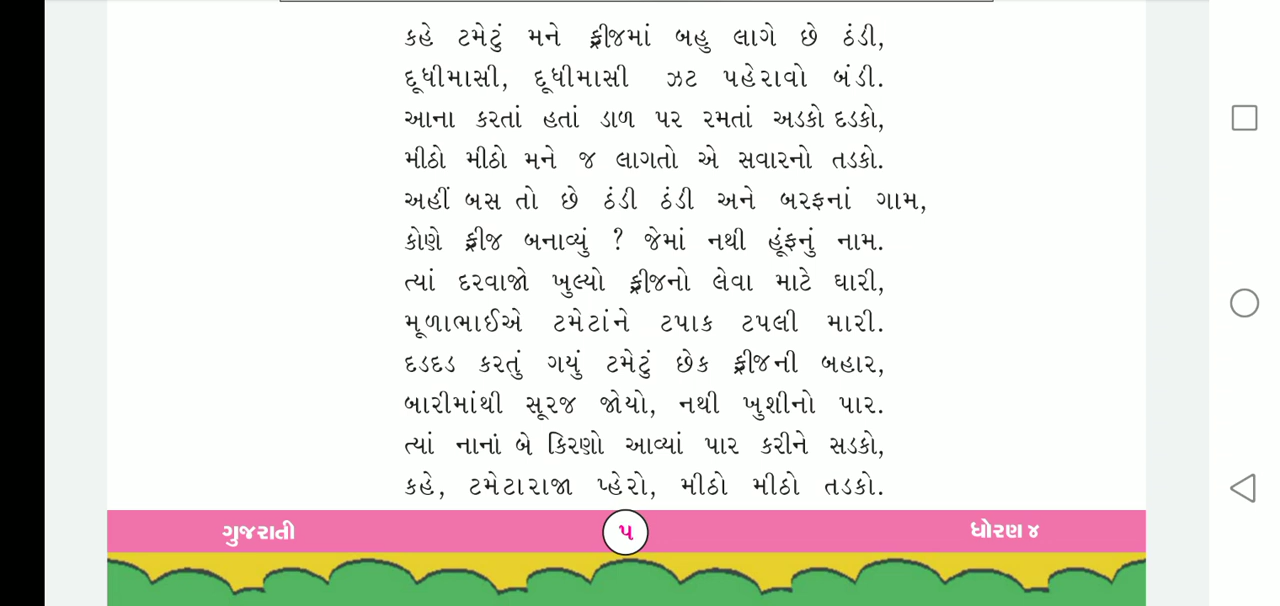 કહે ટમેટું મને ફ્રીજમાં બહુ લાગે છે ઠંડી,
દૂધીમાસી, દૂધીમાસી ઝટ પહેરાવો બંડી.
આના કરતાં હતાં ડાળ પર રમતાં અડકો દડકો,
મીઠો મીઠો મને જ લાગતો એ સવારનો તડકો.
અહીં બસ તો છે ઠંડી ઠંડી અને બરફનાં ગામ,
કોણે ફ્રીજ બનાવ્યું ? જેમાં નથી હૂંફનું નામ.
ત્યાં દરવાજો ખુલ્યો ફ્રીજનો લેવા માટે ઘારી,
મૂળાભાઈએ ટમેટાંને ટપાક ટપલી મારી.
દડદડ કરતું ગયું ટમેટું છેક ફ્રીજની બહાર,
બારીમાંથી સૂરજ જોયો, નથી ખુશીનો પાર.
ત્યાં નાનાં બે કિરણો આવ્યાં પાર કરીને સડકો,
કહે, ટમેટારાજા પ્હેરો, મીઠો મીઠો તડકો.
ગુજરાતી ૫ ધોરણ ૪